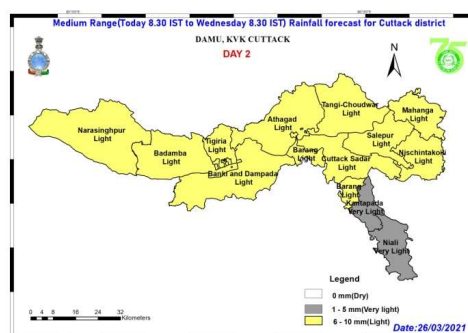 Medium Range(Today 8.30 IST to Wednesday 8.30 IST) Rainfall forecast for Cuttack district
DAMU, KVK CUTTACK
DAY 2
N
75
Narasinghpur
Light
Badamba
Light
Tigiria
Light
Banki and Dampada
Light
Athagad
Light
Tangi-Choudwar
Light
Mahanga
Light
Salepur
Light
Nischintakoili
Light
Barang
Light
Cuttack Sadar
Light
Barang
Light
Kantapada
Very Light
Niali
Very Light
Legend
0 mm(Dry)
1 - 5 mm(Very light)
6 - 10 mm(Light)
0 4 8 16 24 32
Kilometers
Date:26/03/2021